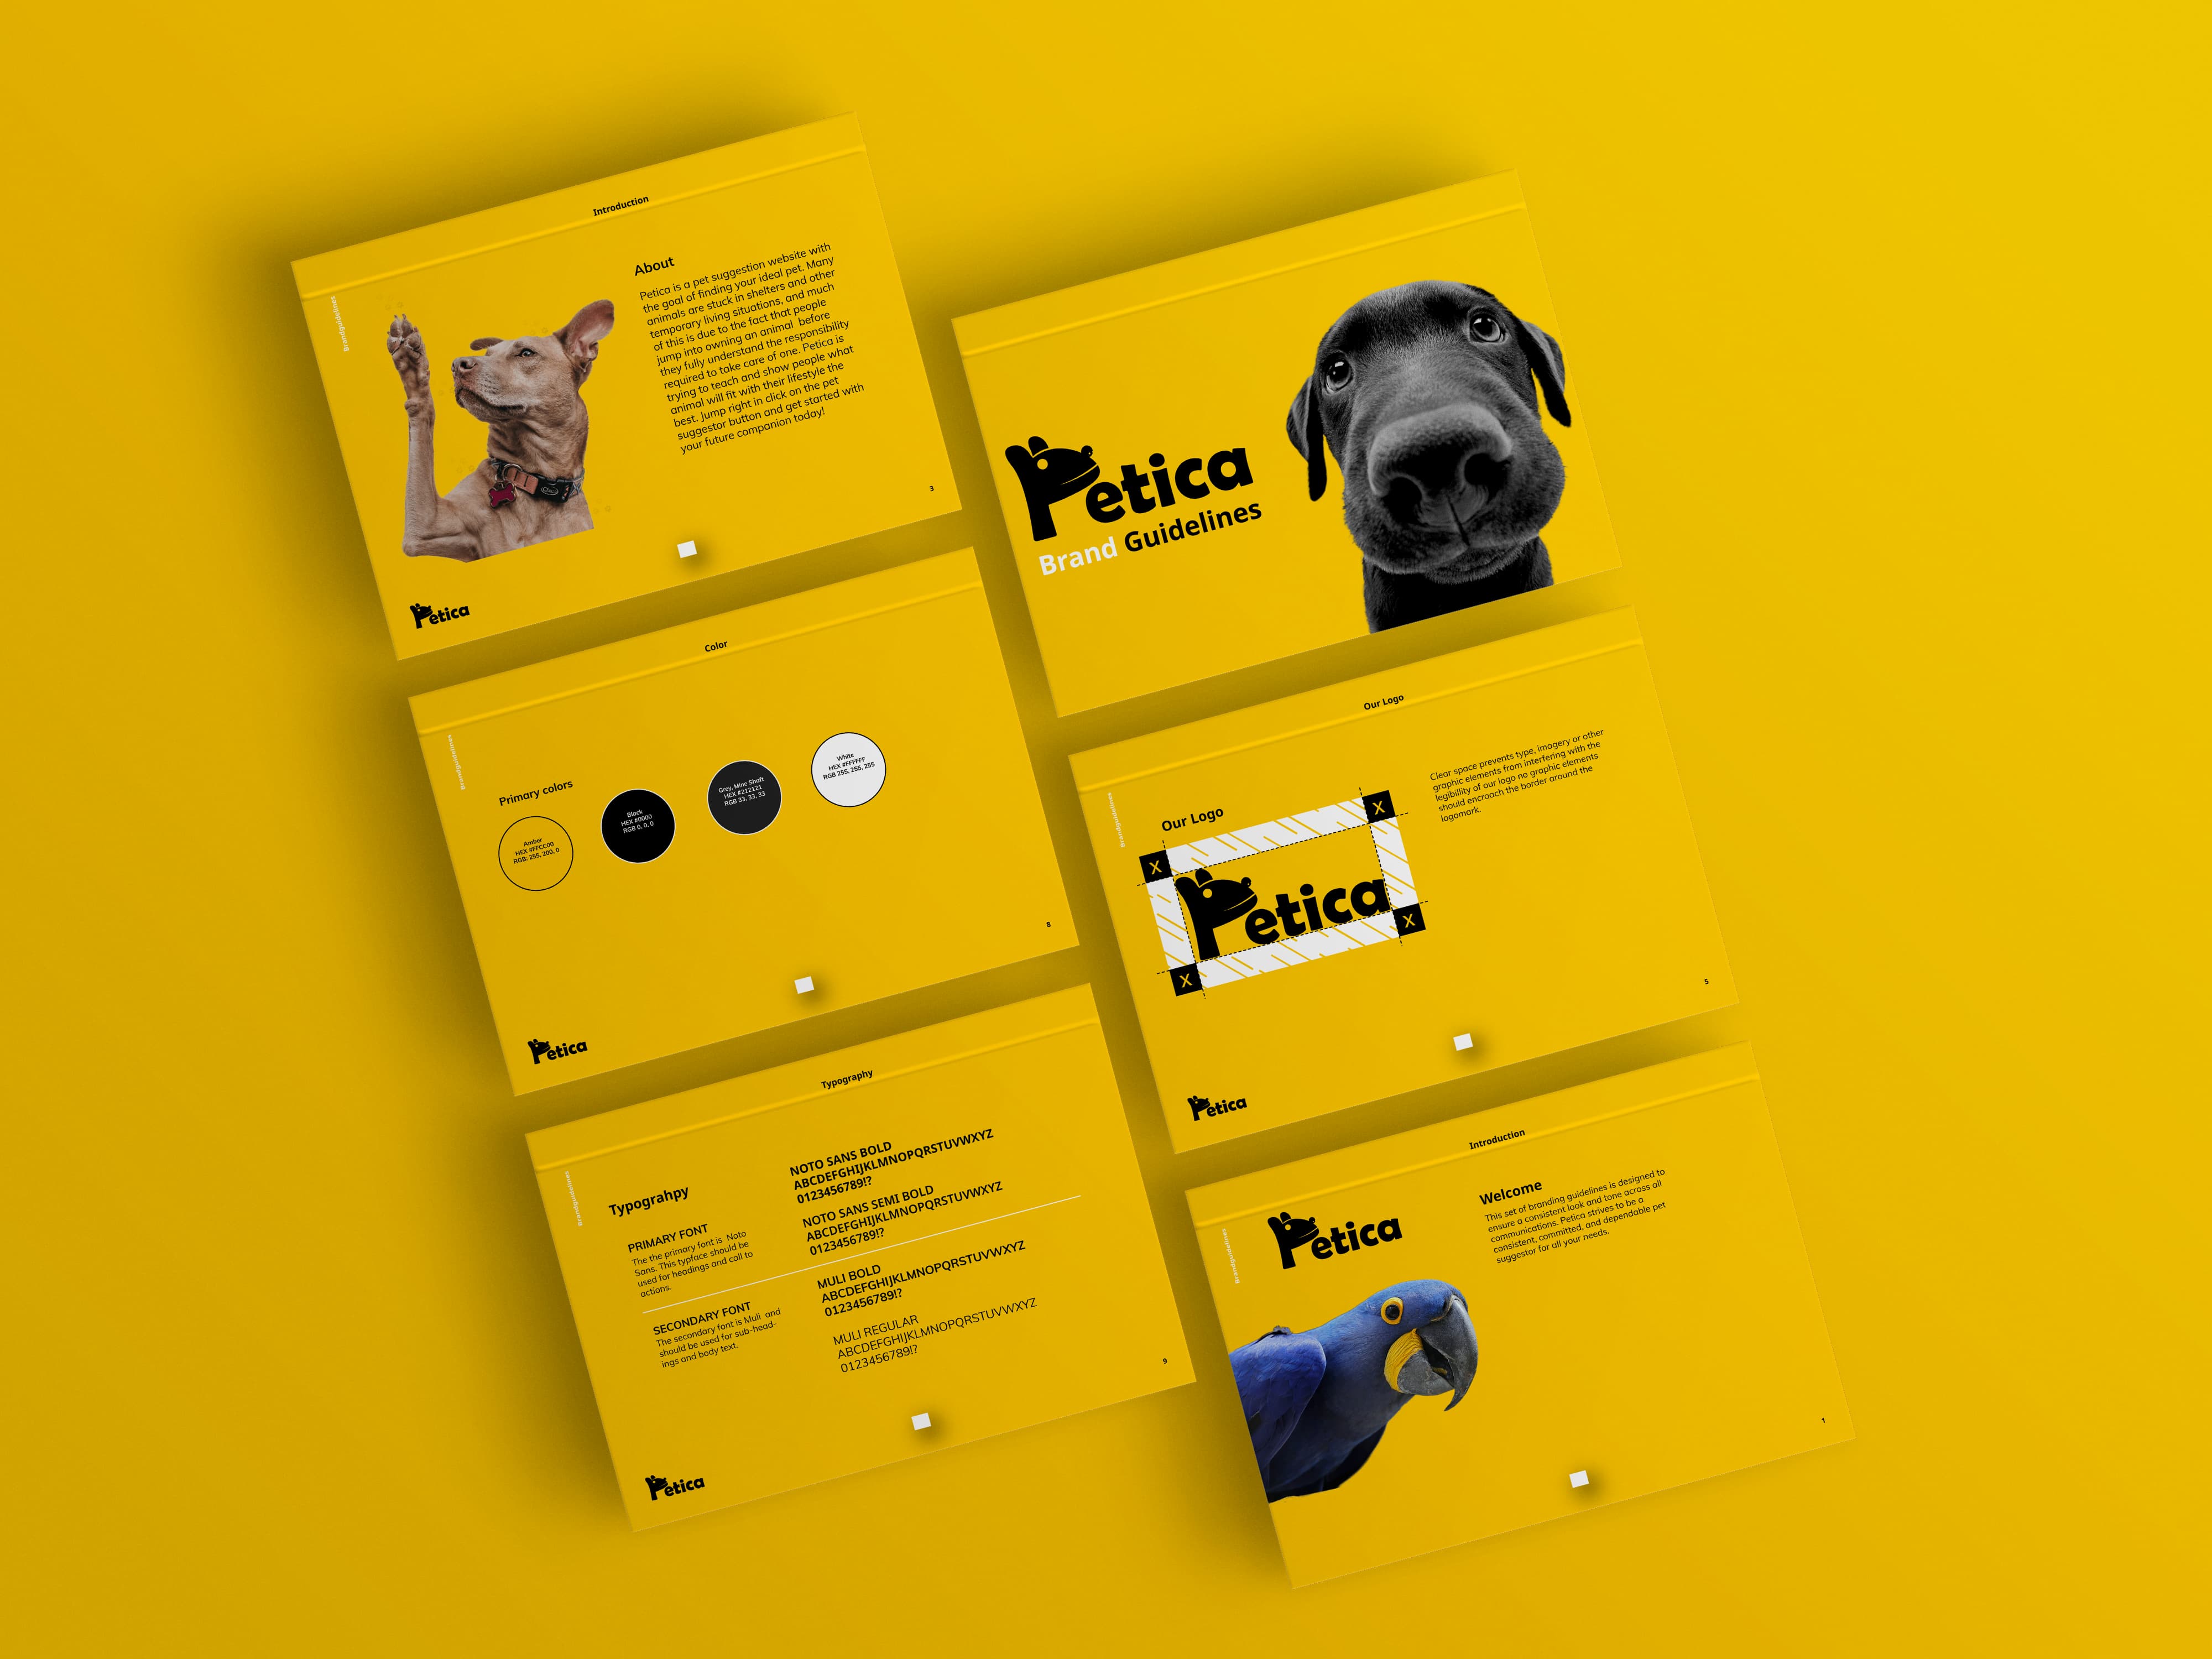 Introduction
Brandguidelines
About
Petica is a pet suggestion website with
the goal of finding your ideal pet. Many
animals are stuck in shelters and other
temporary living situations, and much
of this is due to the fact that people
jump into owning an animal before
they fully understand the responsibility
required to take care of one. Petica is
trying to teach and show people what
animal will fit with their lifestyle the
best. Jump right in click on the pet
suggestor button and get started with
your future companion today!
3
Petica
Petica
Brand Guidelines
Color
Brandguidelines
Primary colors
Amber
HEX #FFCC00
RGB: 255, 200, 0
Black
HEX #0000
RGB 0, 0, 0
Grey, Mine Shaft
HEX #212121
RGB 33, 33, 33
White
HEX #FFFFFF
RGB 255, 255, 255
8
Petica
Our Logo
Brandguidelines
Our Logo
X
X
Petica
X
X
Clear space prevents type, imagery or other
graphic elements from interfering with the
legibility of our logo no graphic elements
should encroach the border around the
logomark.
5
Petica
Typography
Brandguidelines
Typograhpy
PRIMARY FONT
The the primary font is Noto
Sans. This typface should be
used for headings and call to
actions.
SECONDARY FONT
The secondary font is Muli and
should be used for sub-head-
ings and body text.
NOTO SANS BOLD
ABCDEFGHIJKLMNOPQRSTUVWXYZ
0123456789!?
NOTO SANS SEMI BOLD
ABCDEFGHIJKLMNOPQRSTUVWXYZ
0123456789!?
MULI BOLD
ABCDEFGHIJKLMNOPQRSTUVWXYZ
0123456789!?
MULI REGULAR
ABCDEFGHIJKLMNOPQRSTUVWXYZ
0123456789!?
9
Petica
Introduction
Brandguidelines
Petica
Welcome
This set of branding guidelines is designed to
ensure a consistent look and tone across all
communications. Petica strives to be a
consistent, committed, and dependable pet
suggestor for all your needs.
1